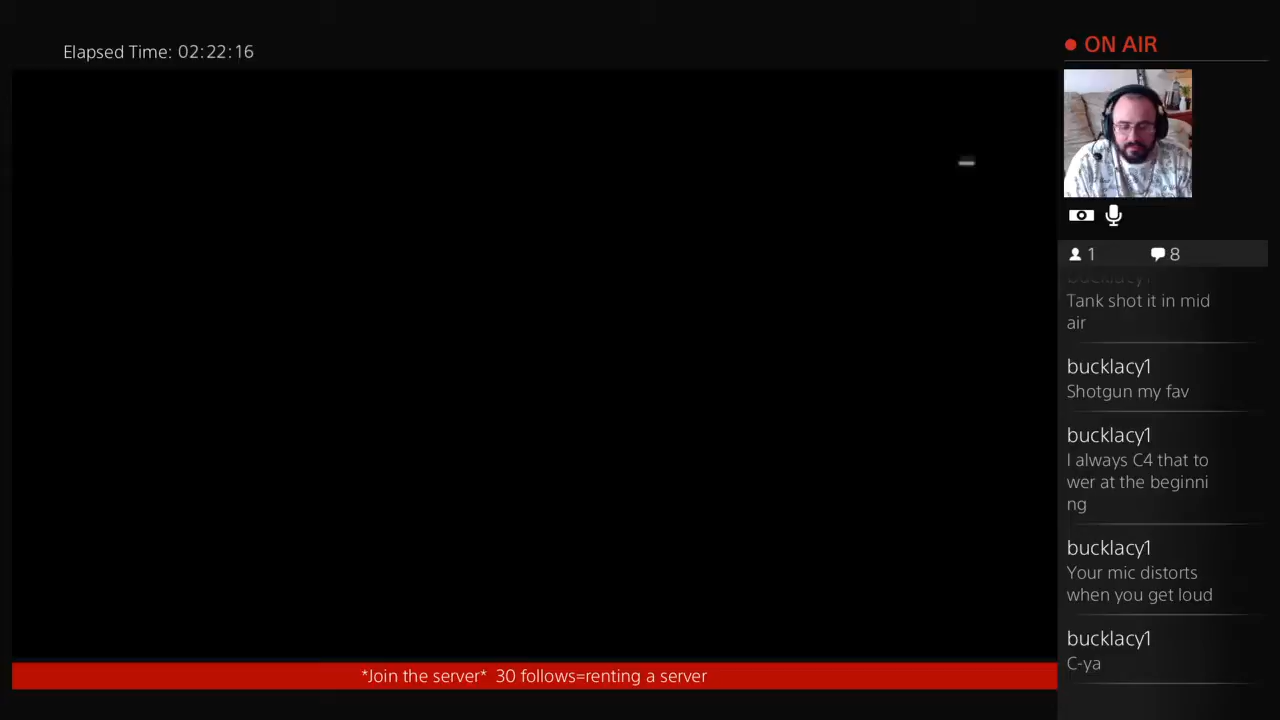 Elapsed Time: 02:22:16
ON AIR
1
8
bucklacy1
Tank shot it in mid
air
bucklacy1
Shotgun my fav
bucklacy1
I always C4 that to
wer at the beginni
ng
bucklacy1
Your mic distorts
when you get loud
bucklacy1
C-ya
*Join the server* 30 follows=renting a server